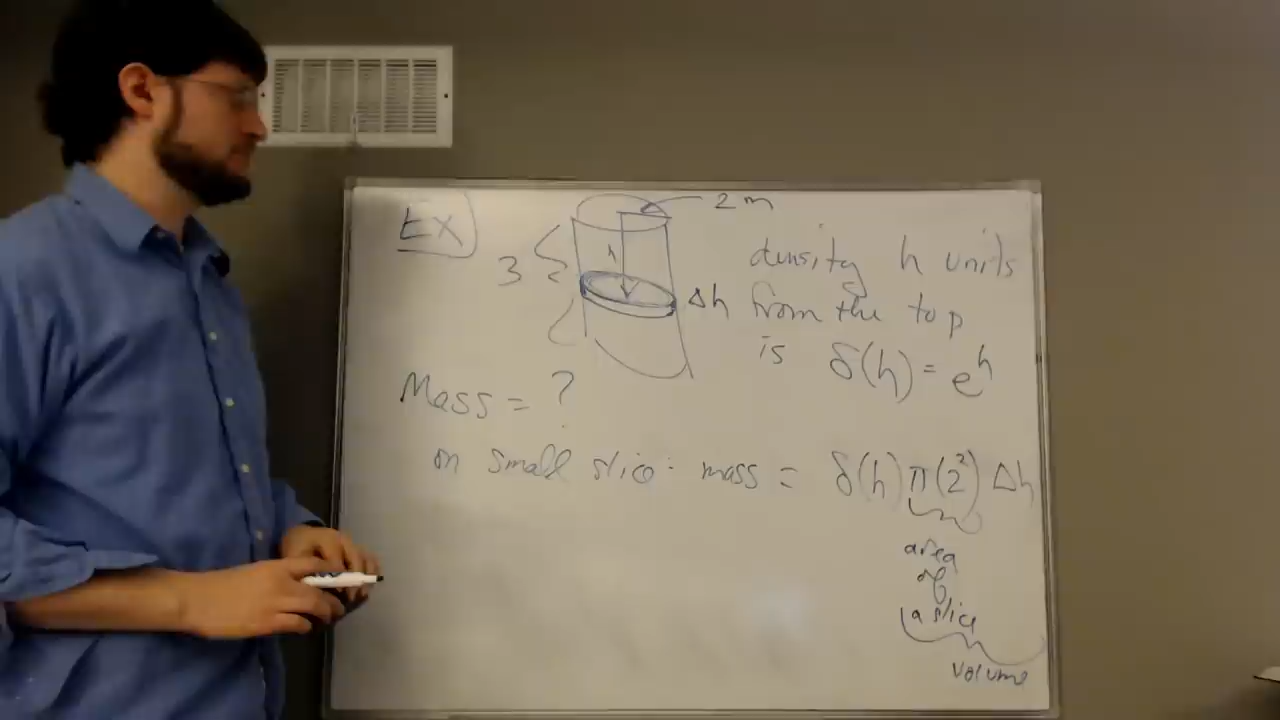 EX
2 m
h
3
Δh
density h units
from the top
is δ(h) = e^h
Mass = ?
on small slice: mass = δ(h) π(2²) Δh
area
of
a slice
volume